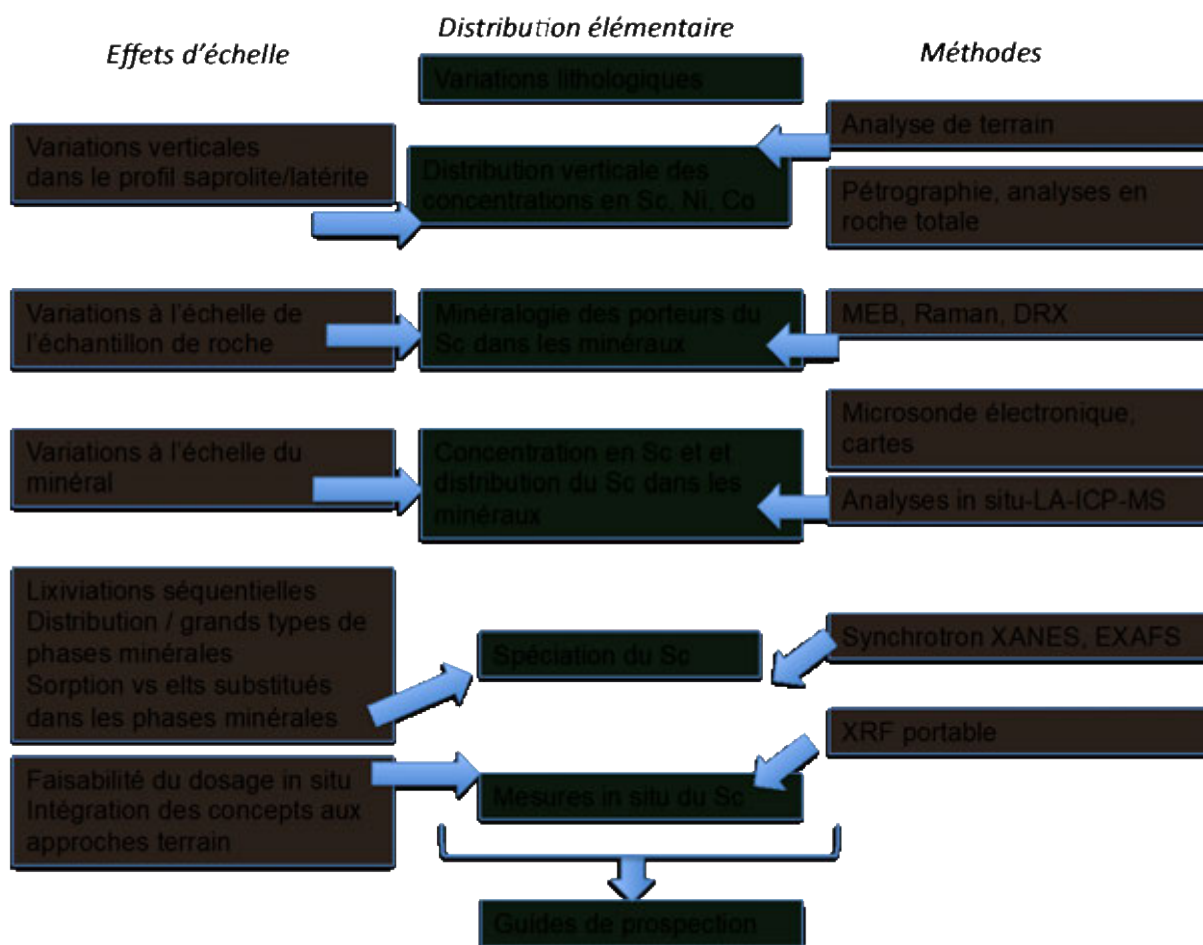 Effets d'échelle
Distribution élémentaire
Méthodes
Variations lithologiques
Variations verticales
dans le profil saprolite/latérite
Distribution verticale des
concentrations en Sc, Ni, Co
Analyse de terrain
Pétrographie, analyses en
roche totale
Variations à l'échelle de
l'échantillon de roche
Minéralogie des porteurs du
Sc dans les minéraux
MEB, Raman, DRX
Variations à l'échelle du
minéral
Concentration en Sc et et
distribution du Sc dans les
minéraux
Microsonde électronique,
cartes
Analyses in situ-LA-ICP-MS
Lixiviations séquentielles
Distribution / grands types de
phases minérales
Sorption vs elts substitués
dans les phases minérales
Spéciation du Sc
Synchrotron XANES, EXAFS
XRF portable
Faisabilité du dosage in situ
Intégration des concepts aux
approches terrain
Mesures in situ du Sc
Guides de prospection